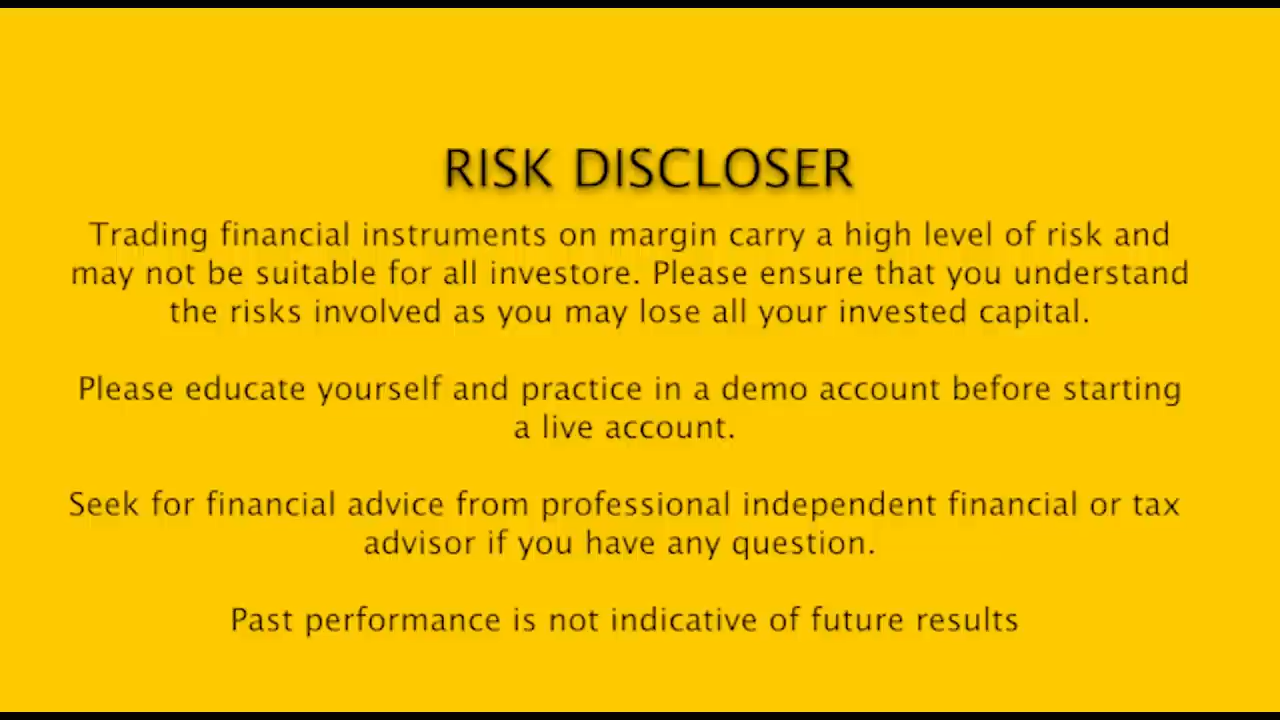 RISK DISCLOSER
Trading financial instruments on margin carry a high level of risk and
may not be suitable for all investore. Please ensure that you understand
the risks involved as you may lose all your invested capital.
Please educate yourself and practice in a demo account before starting
a live account.
Seek for financial advice from professional independent financial or tax
advisor if you have any question.
Past performance is not indicative of future results